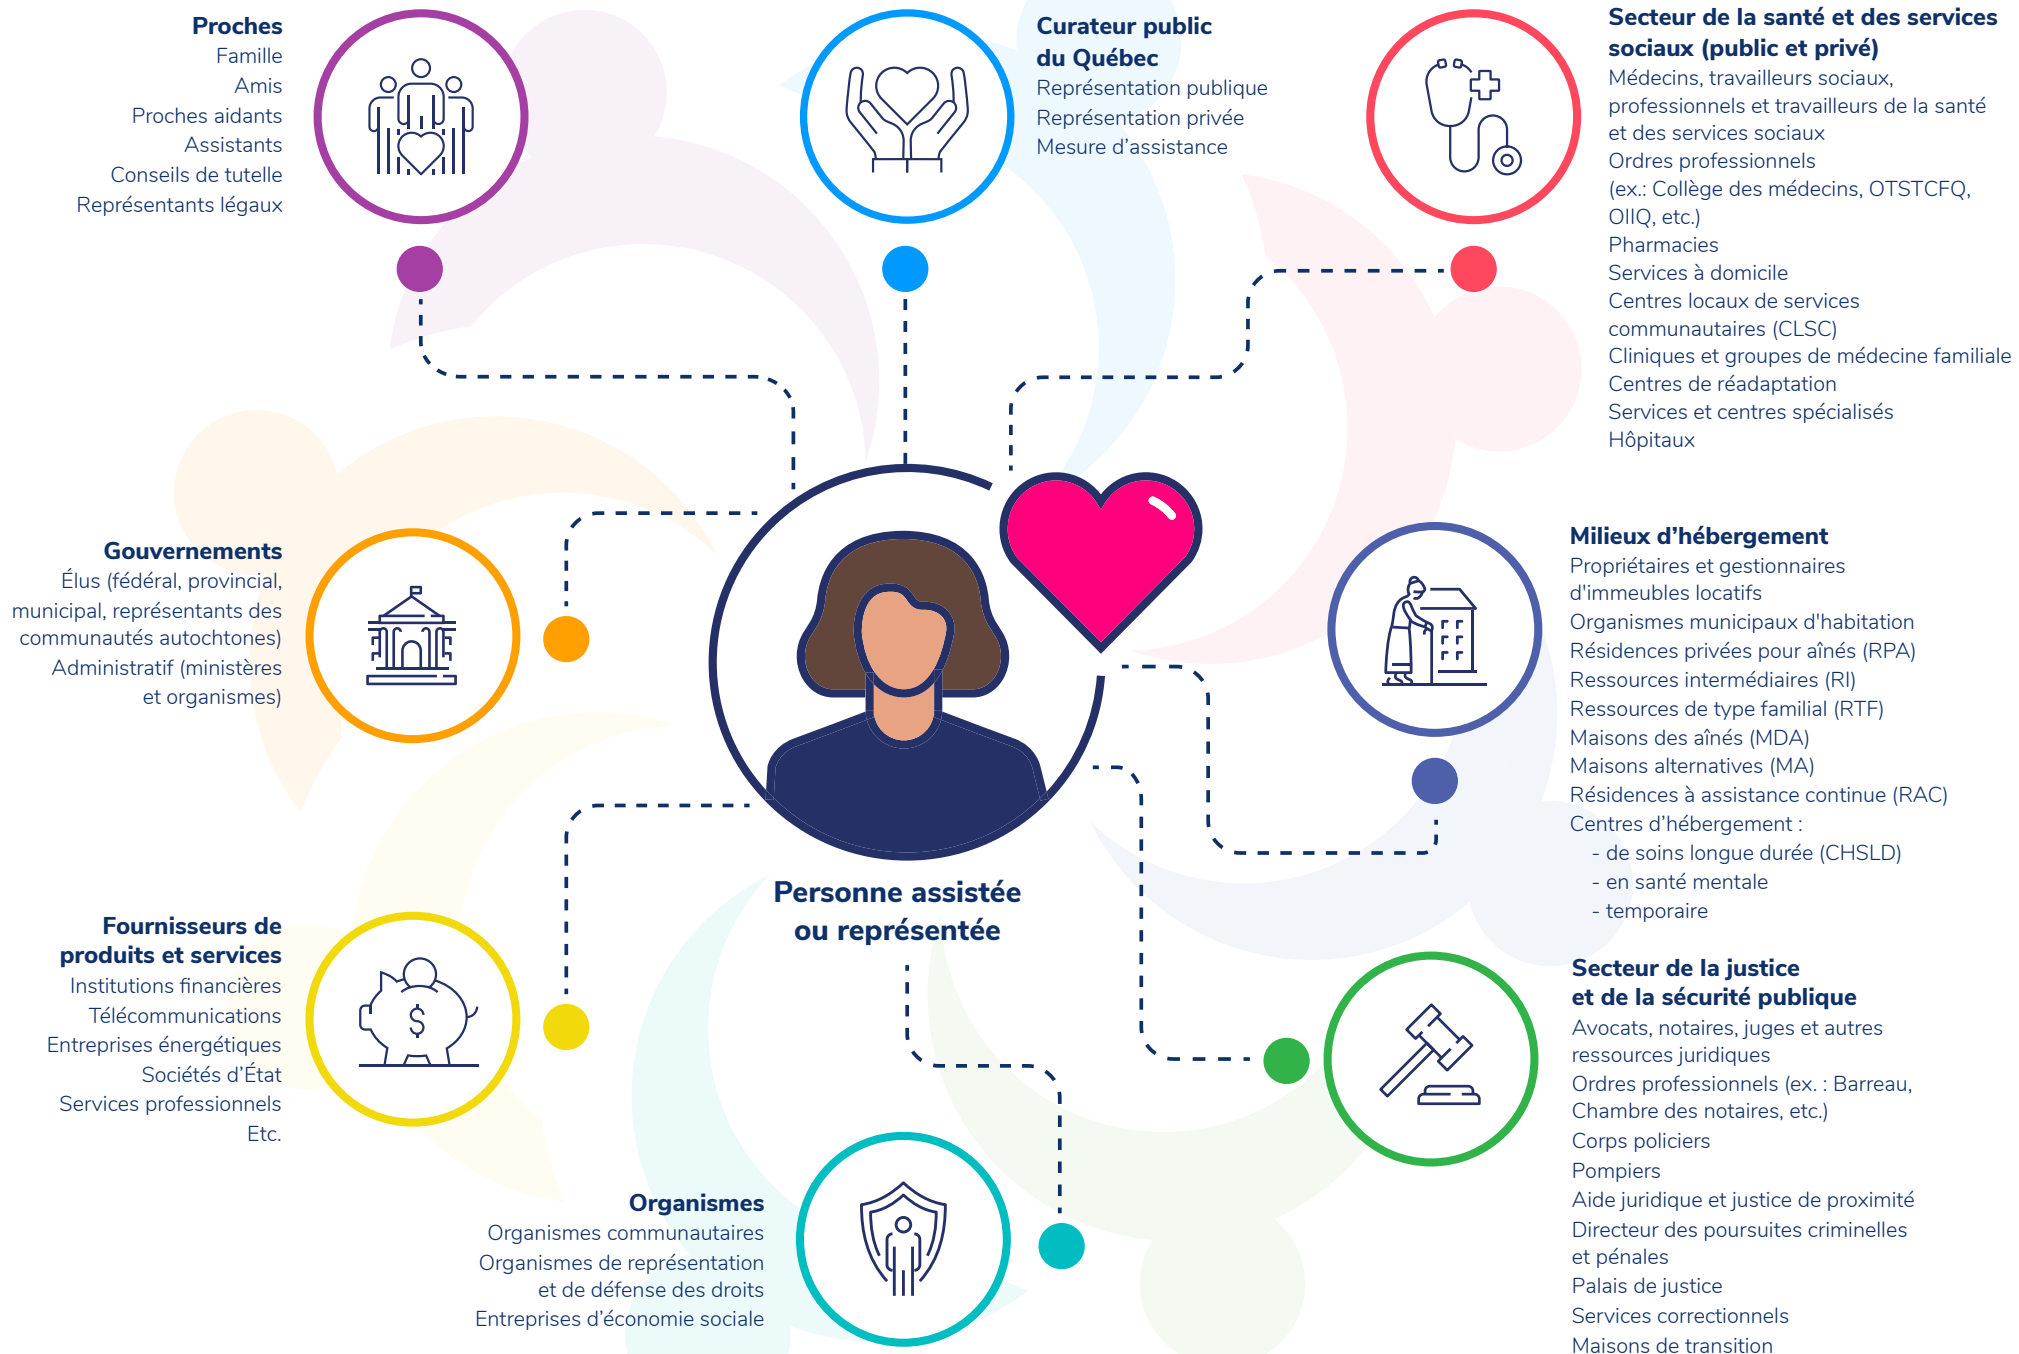 Proches
Famille
Amis
Proches aidants
Assistants
Conseils de tutelle
Représentants légaux
Curateur public
du Québec
Représentation publique
Représentation privée
Mesure d’assistance
Secteur de la santé et des services
sociaux (public et privé)
Médecins, travailleurs sociaux,
professionnels et travailleurs de la santé
et des services sociaux
Ordres professionnels
(ex.: Collège des médecins, OTSTCFQ,
OIIQ, etc.)
Pharmacies
Services à domicile
Centres locaux de services
communautaires (CLSC)
Cliniques et groupes de médecine familiale
Centres de réadaptation
Services et centres spécialisés
Hôpitaux
Gouvernements
Élus (fédéral, provincial,
municipal, représentants des
communautés autochtones)
Administratif (ministères
et organismes)
Milieux d’hébergement
Propriétaires et gestionnaires
d'immeubles locatifs
Organismes municipaux d'habitation
Résidences privées pour aînés (RPA)
Ressources intermédiaires (RI)
Ressources de type familial (RTF)
Maisons des aînés (MDA)
Maisons alternatives (MA)
Résidences à assistance continue (RAC)
Centres d’hébergement :
- de soins longue durée (CHSLD)
- en santé mentale
- temporaire
Personne assistée
ou représentée
Fournisseurs de
produits et services
Institutions financières
Télécommunications
Entreprises énergétiques
Sociétés d’État
Services professionnels
Etc.
$
Secteur de la justice
et de la sécurité publique
Avocats, notaires, juges et autres
ressources juridiques
Ordres professionnels (ex. : Barreau,
Chambre des notaires, etc.)
Corps policiers
Pompiers
Aide juridique et justice de proximité
Directeur des poursuites criminelles
et pénales
Palais de justice
Services correctionnels
Maisons de transition
Organismes
Organismes communautaires
Organismes de représentation
et de défense des droits
Entreprises d’économie sociale